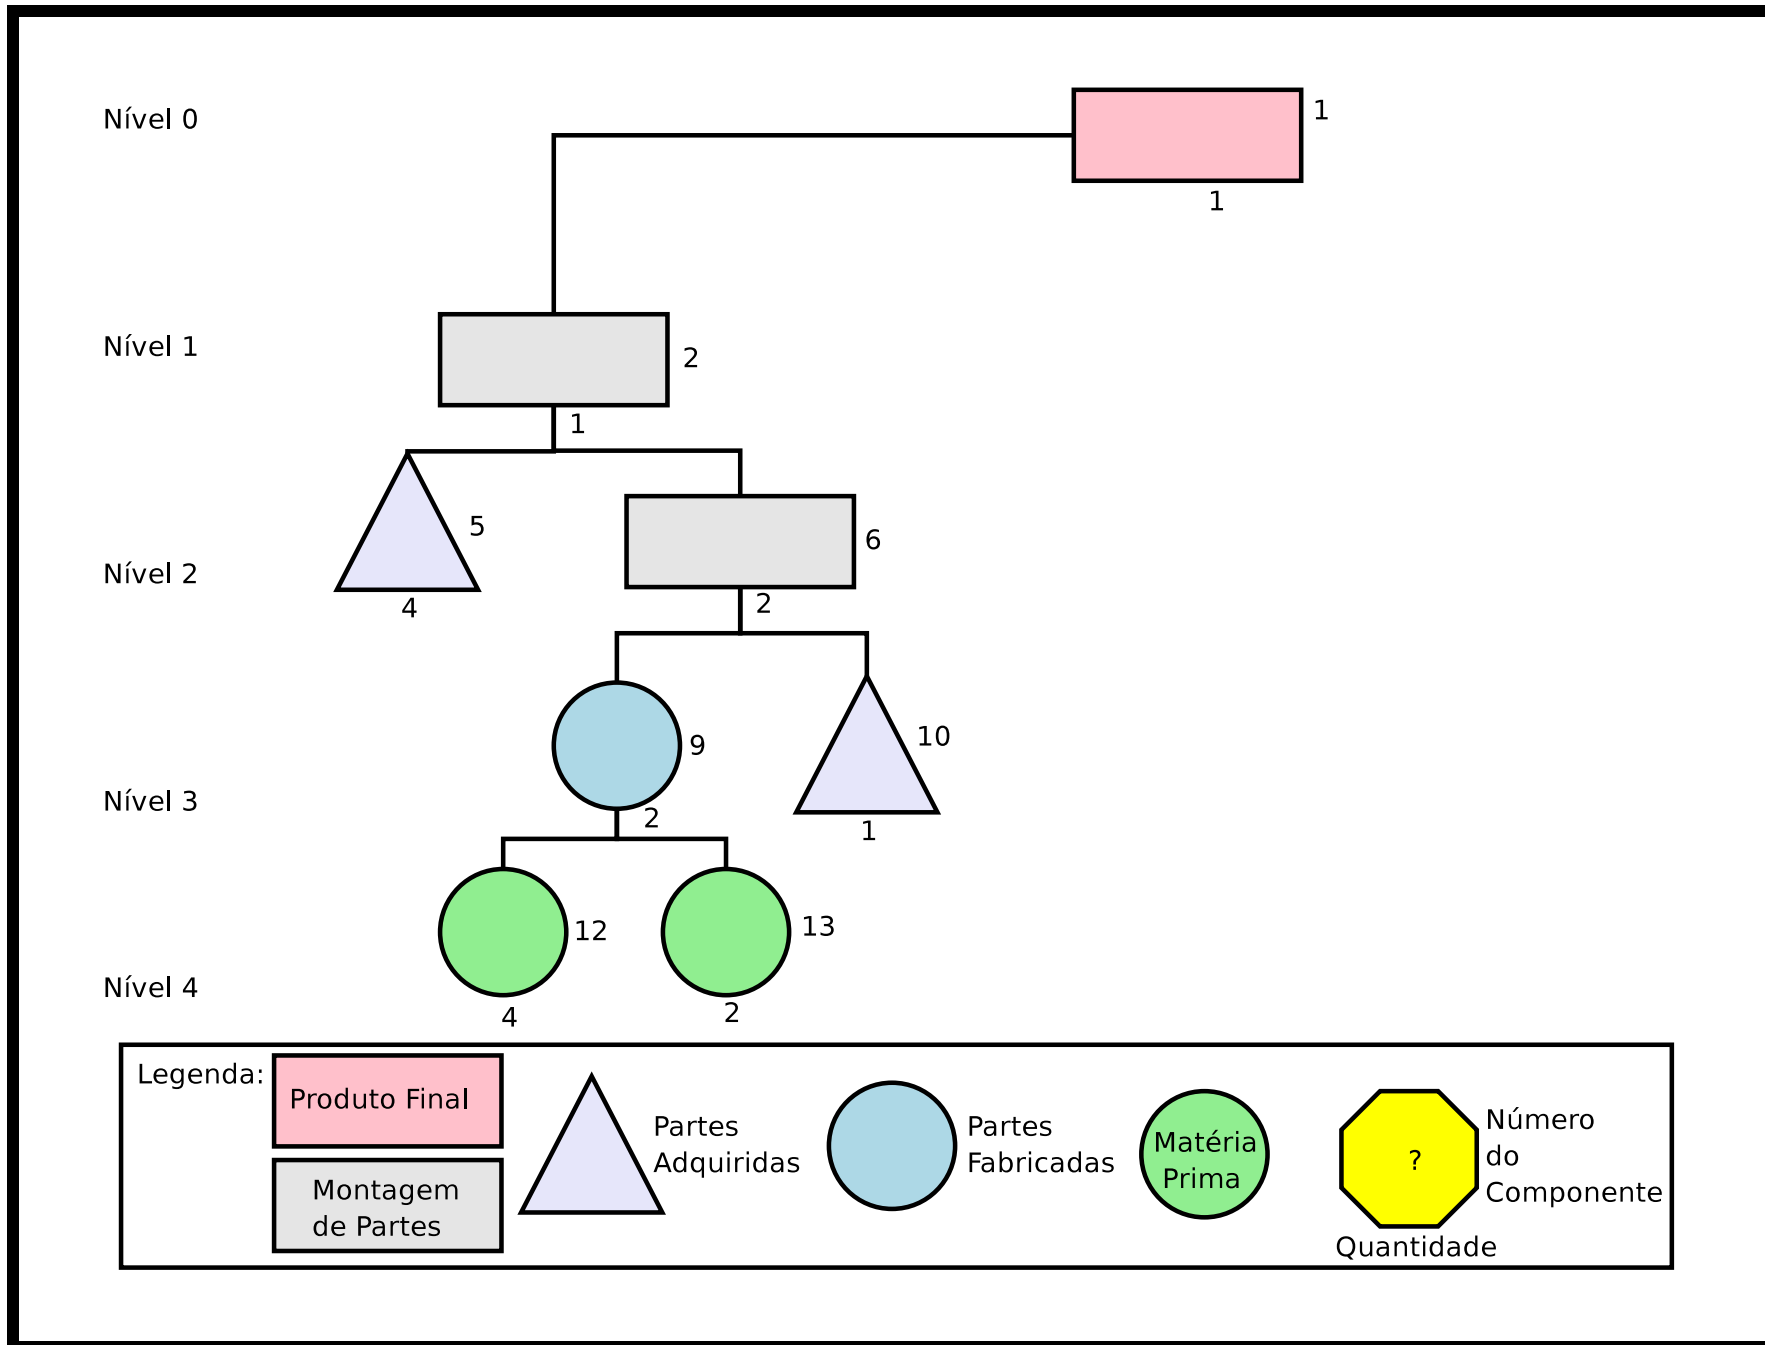 Nível 0
1
1
Nível 1
2
1
5
6
Nível 2
4
2
9
10
Nível 3
2
1
12
13
Nível 4
4
2
Legenda:
Produto Final
Montagem
de Partes
Partes
Adquiridas
Partes
Fabricadas
Matéria
Prima
?
Número
do
Componente
Quantidade